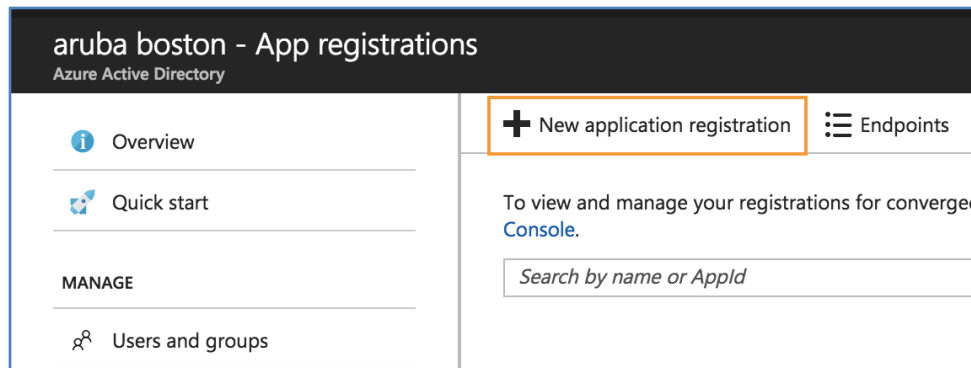 aruba boston - App registrations
Azure Active Directory
Overview
Quick start
MANAGE
Users and groups
New application registration
Endpoints
To view and manage your registrations for converged
Console.
Search by name or AppId